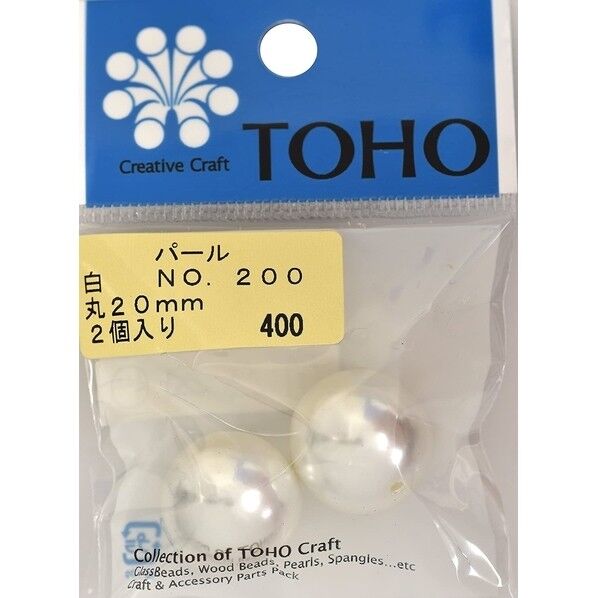 Creative Craft
TOHO
パール
白 NO. 200
丸20mm
2個入り 400
Collection of TOHO Craft
GlassBeads, Wood Beads, Pearls, Spangles...etc
Craft & Accessory Parts Pack